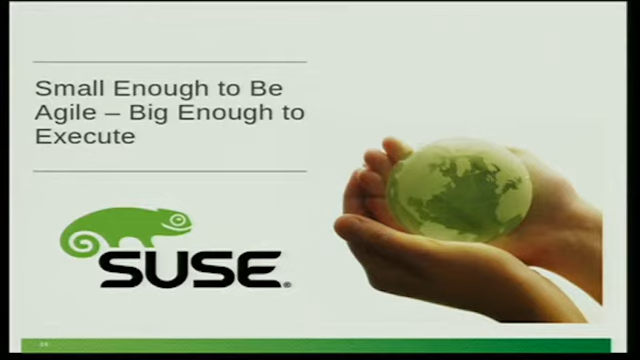 Small Enough to Be
Agile – Big Enough to
Execute
SUSE®